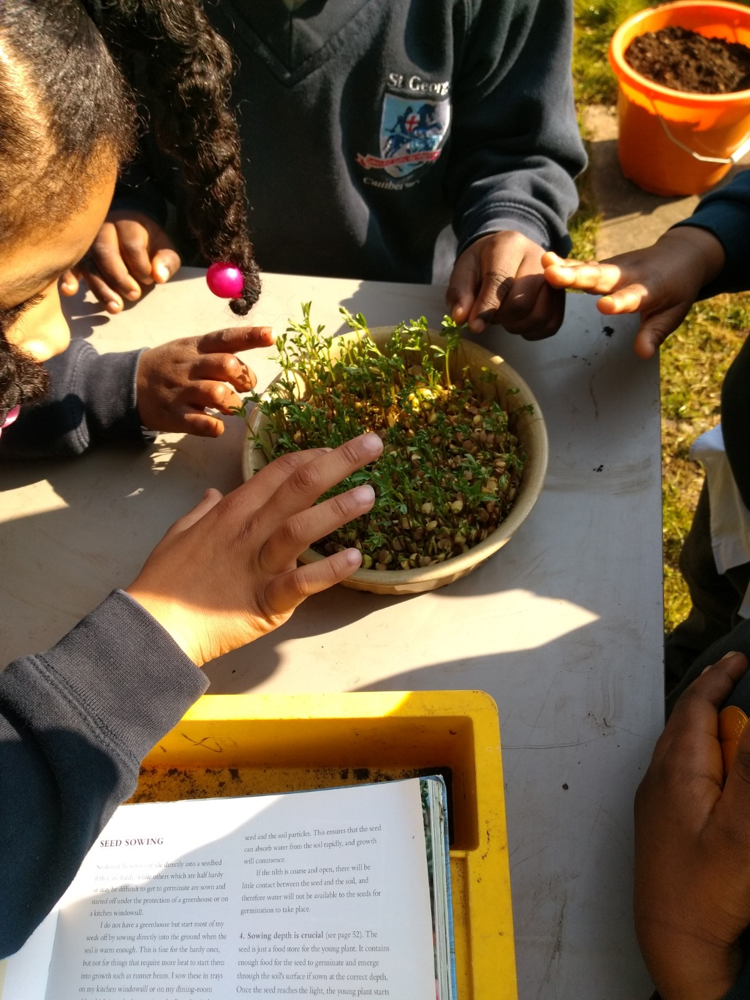 St Georg
SEED SOWING
directly into a seedbed
while others which are half hardy
or may be difficult to get to germinate are sown and
started off under the protection of a greenhouse or on
a kitchen windowsill.
I do not have a greenhouse but start most of my
seeds off by sowing directly into the ground when the
soil is warm enough. This is fine for the hardy ones,
but not for things that require more heat to start them
into growth such as runner beans. I sow these in trays
on my kitchen windowsill or on my dining-room
seed and the soil particles. This ensures that the seed
can absorb water from the soil rapidly, and growth
will commence.
If the tilth is coarse and open, there will be
little contact between the seed and the soil, and
therefore water will not be available to the seeds for
germination to take place.
4. Sowing depth is crucial (see page 52). The
seed is just a food store for the young plant. It contains
enough food for the seed to germinate and emerge
through the soil's surface if sown at the correct depth.
Once the seed reaches the light, the young plant starts